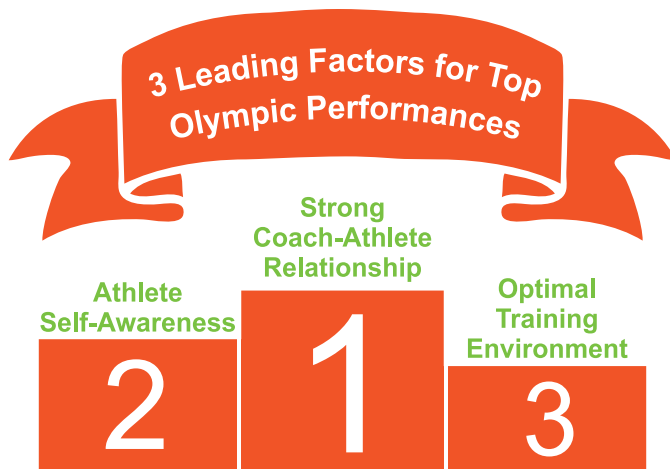 3 Leading Factors for Top
Olympic Performances
Strong
Coach-Athlete
Relationship
Athlete
Self-Awareness
Optimal
Training
Environment
2
1
3